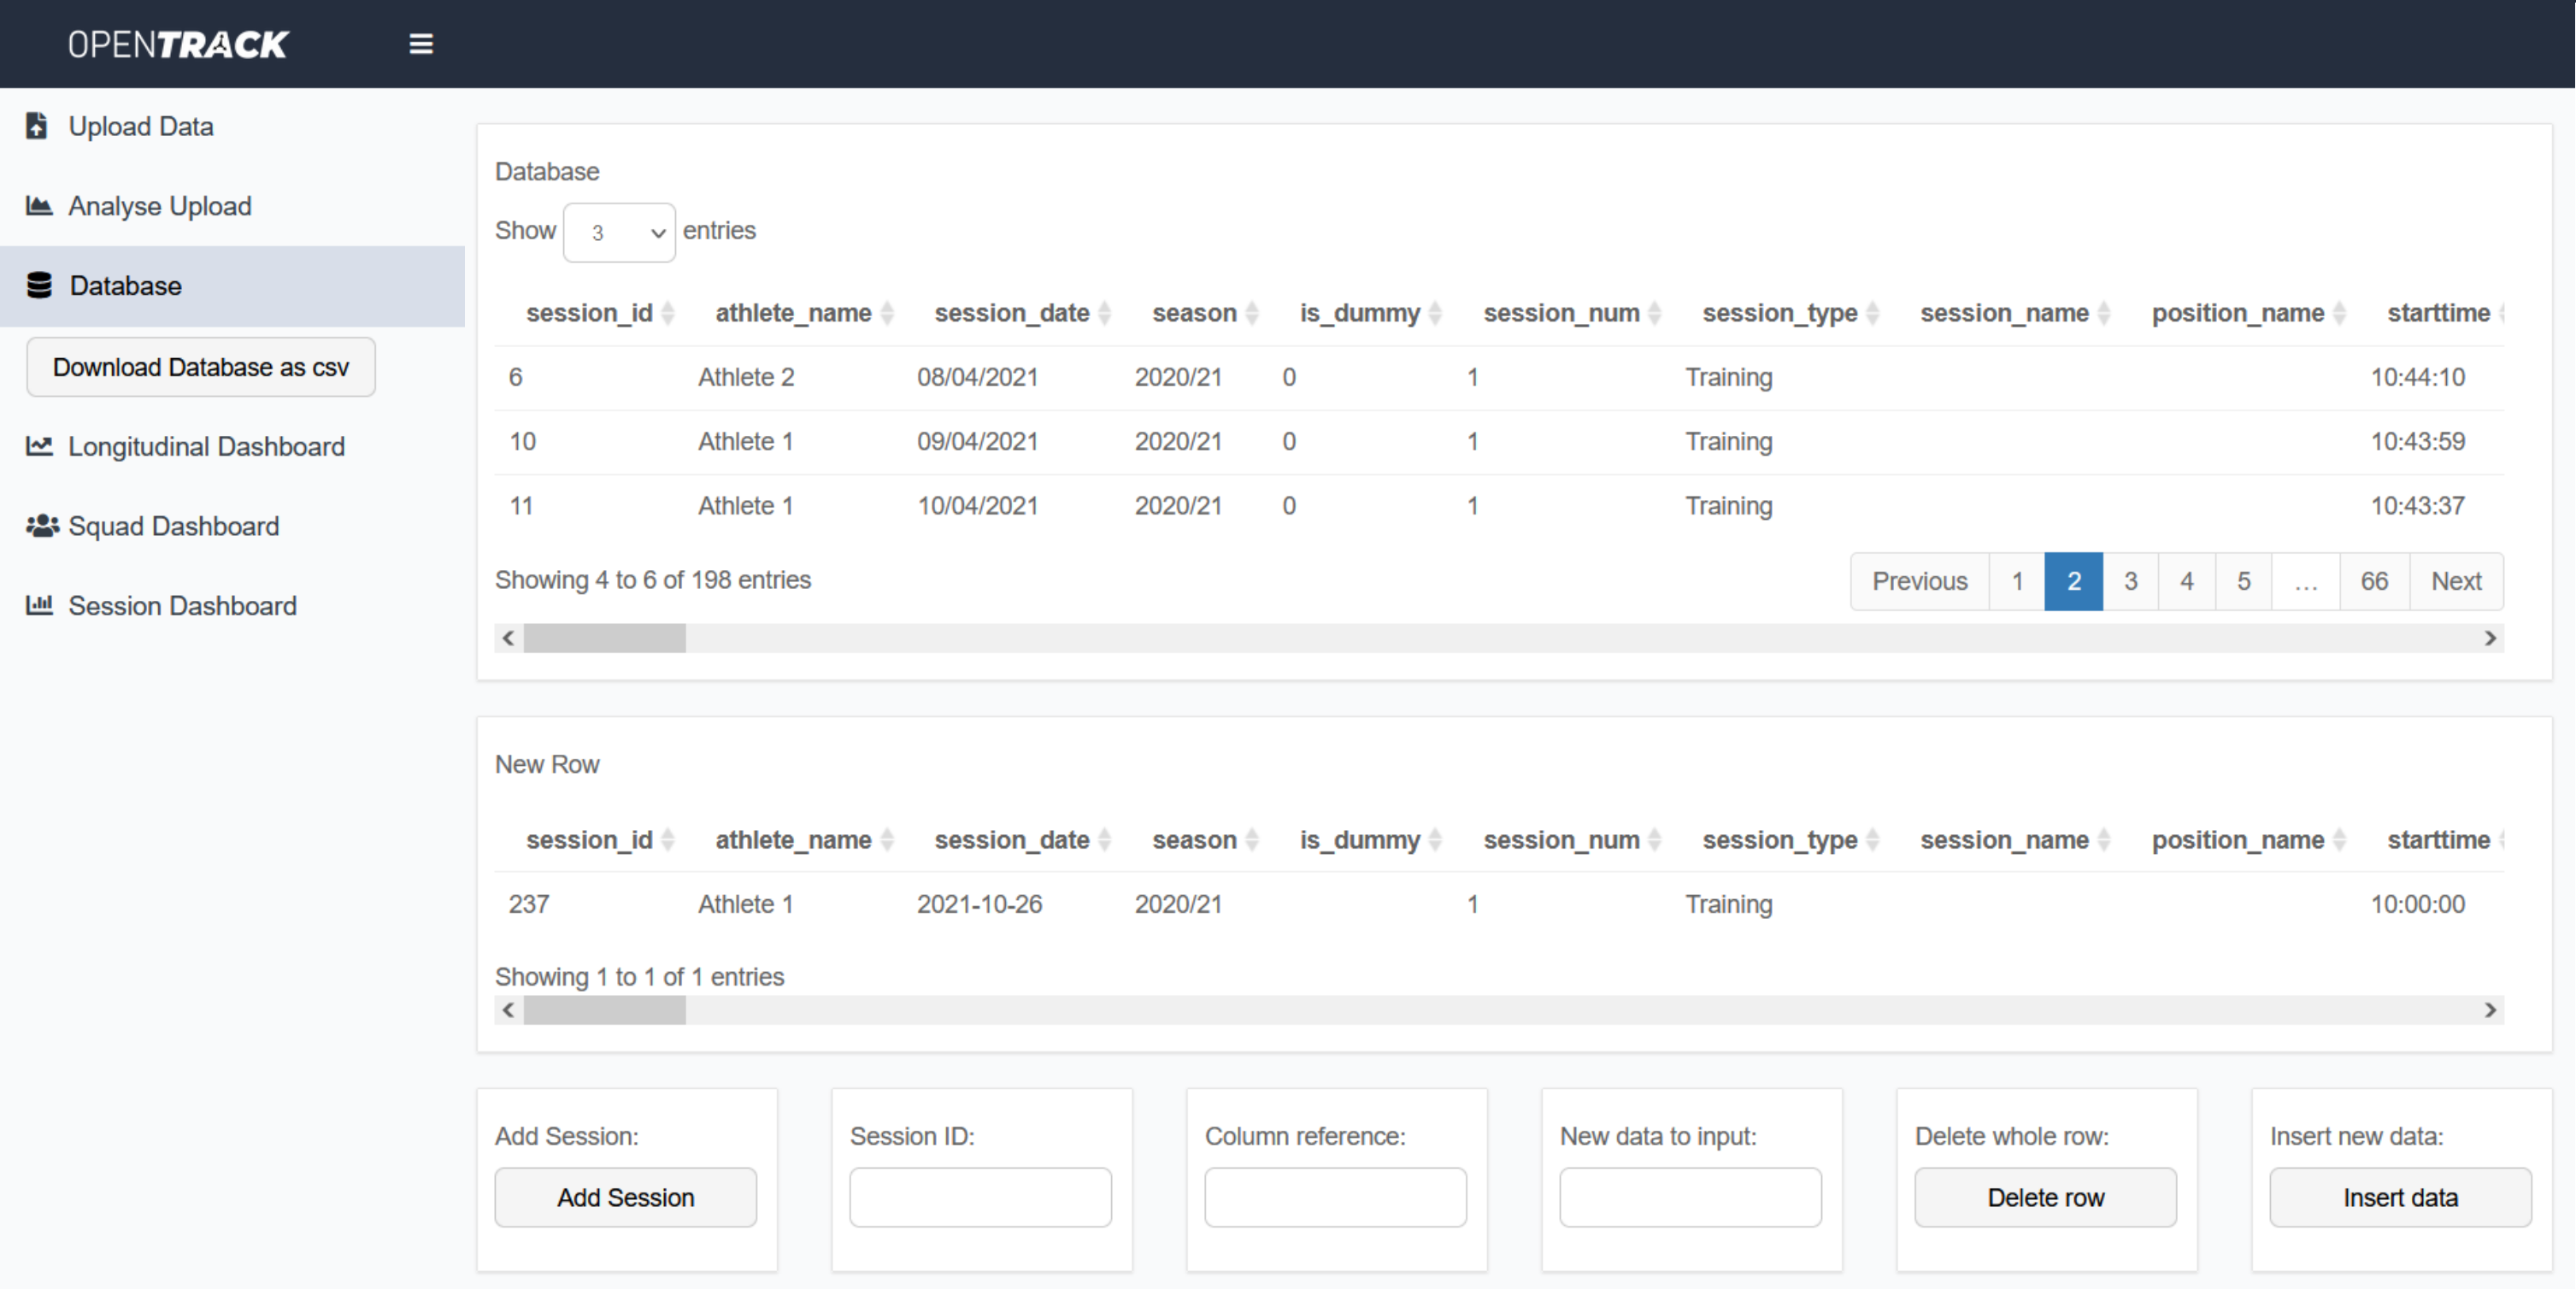 OPENTRACK
Upload Data
Analyse Upload
Database
Download Database as csv
Longitudinal Dashboard
Squad Dashboard
Session Dashboard
Database
Show 3 entries
session_id athlete_name session_date season is_dummy session_num session_type session_name position_name starttime
6 Athlete 2 08/04/2021 2020/21 0 1 Training 10:44:10
10 Athlete 1 09/04/2021 2020/21 0 1 Training 10:43:59
11 Athlete 1 10/04/2021 2020/21 0 1 Training 10:43:37
Showing 4 to 6 of 198 entries
Previous 1 2 3 4 5 ... 66 Next
New Row
session_id athlete_name session_date season is_dummy session_num session_type session_name position_name starttime
237 Athlete 1 2021-10-26 2020/21 1 Training 10:00:00
Showing 1 to 1 of 1 entries
Add Session: Session ID: Column reference: New data to input: Delete whole row: Insert new data:
Add Session Delete row Insert data